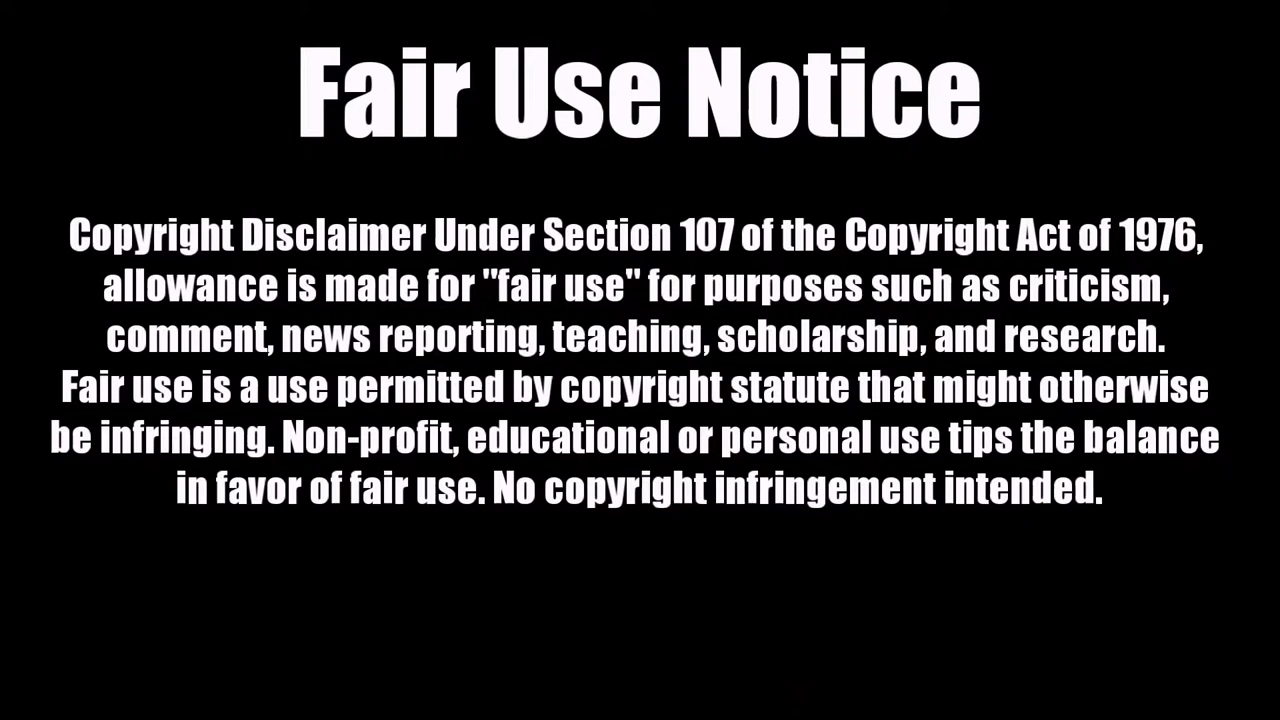 Fair Use Notice
Copyright Disclaimer Under Section 107 of the Copyright Act of 1976,
allowance is made for "fair use" for purposes such as criticism,
comment, news reporting, teaching, scholarship, and research.
Fair use is a use permitted by copyright statute that might otherwise
be infringing. Non-profit, educational or personal use tips the balance
in favor of fair use. No copyright infringement intended.